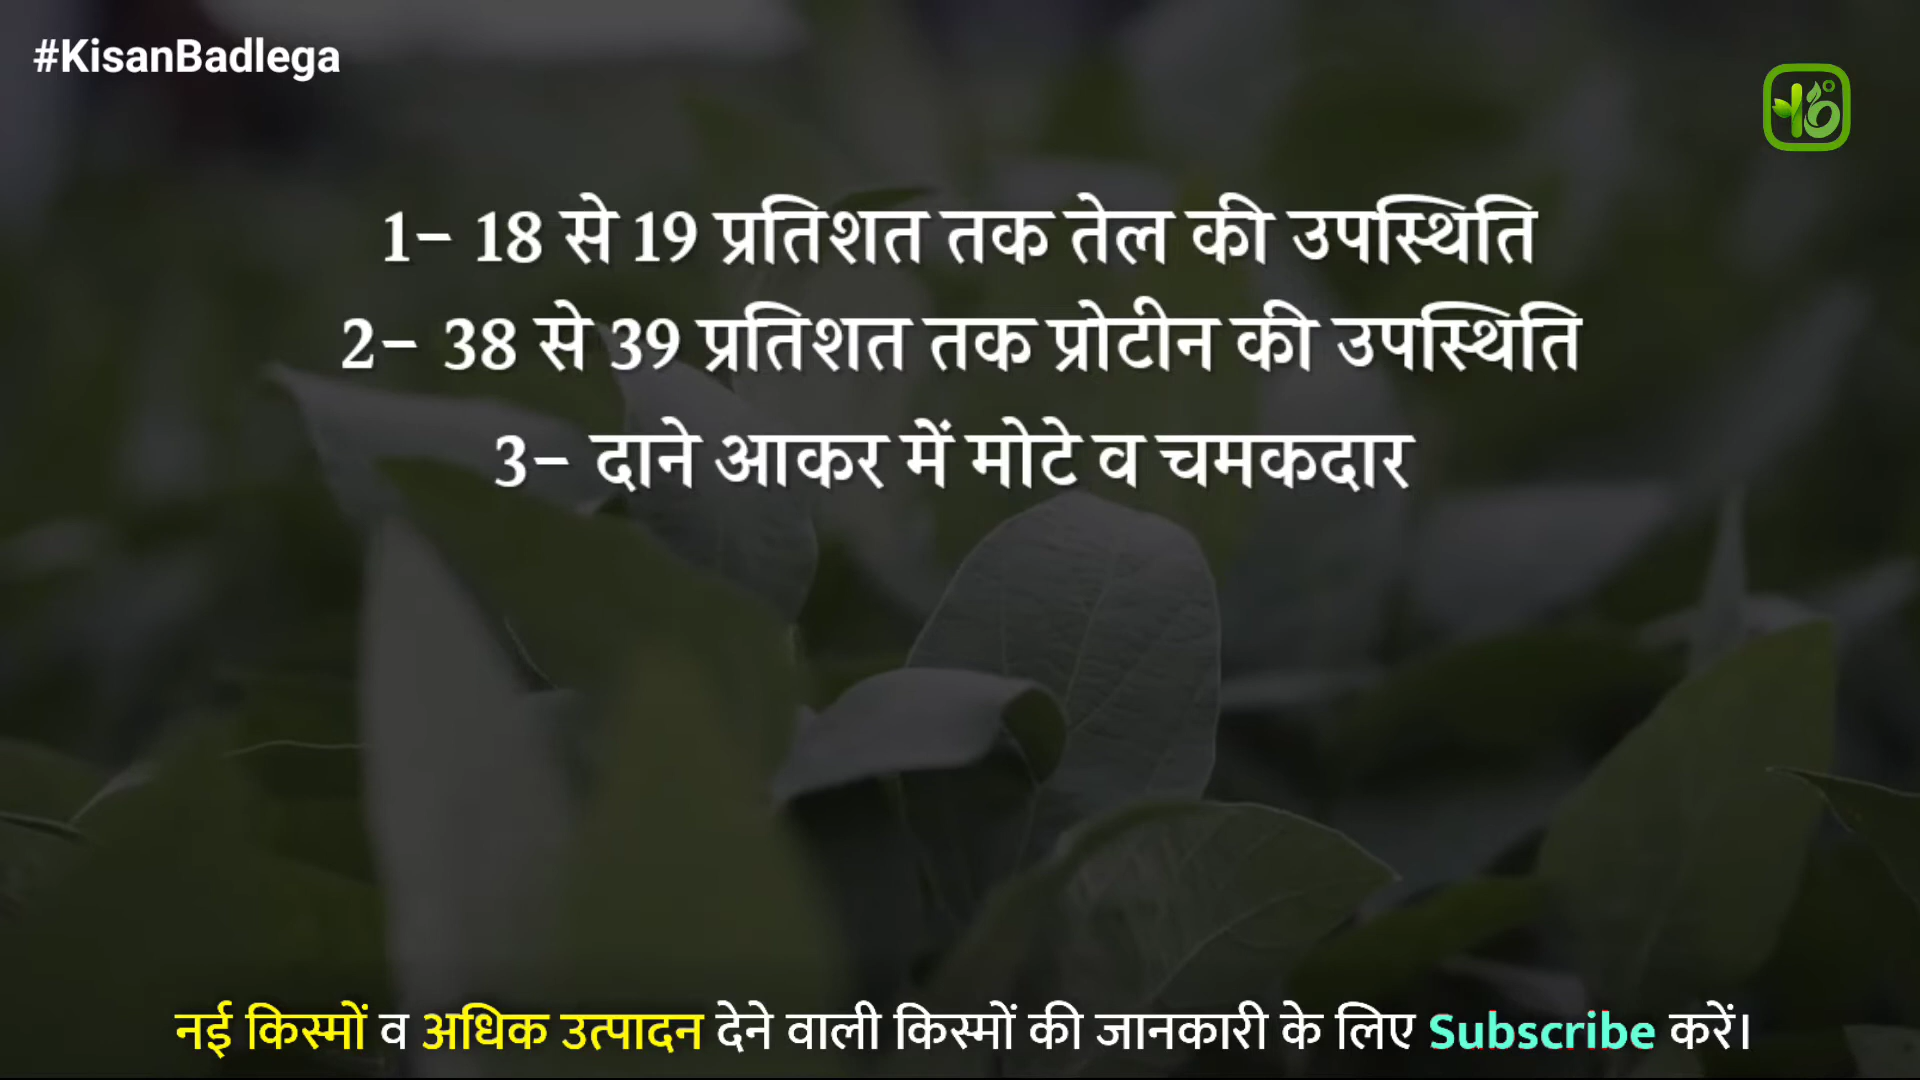 #KisanBadlega
1- 18 से 19 प्रतिशत तक तेल की उपस्थिति
2- 38 से 39 प्रतिशत तक प्रोटीन की उपस्थिति
3- दाने आकर में मोटे व चमकदार
नई किस्मों व अधिक उत्पादन देने वाली किस्मों की जानकारी के लिए Subscribe करें।